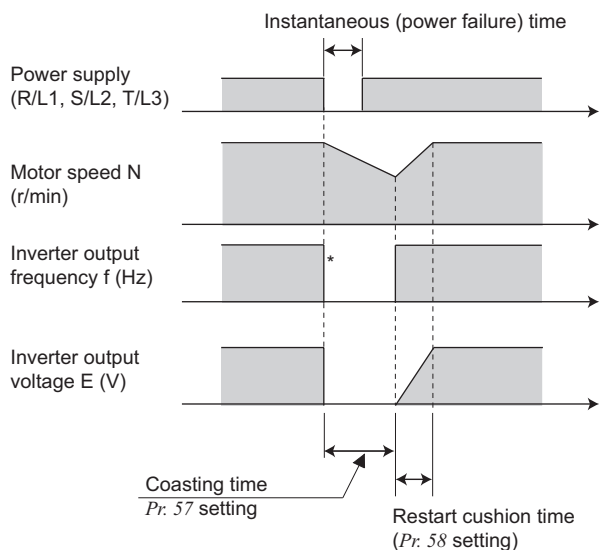 Instantaneous (power failure) time
Power supply
(R/L1, S/L2, T/L3)
Motor speed N
(r/min)
Inverter output
frequency f (Hz)
*
Inverter output
voltage E (V)
Coasting time
Pr. 57 setting
Restart cushion time
(Pr. 58 setting)